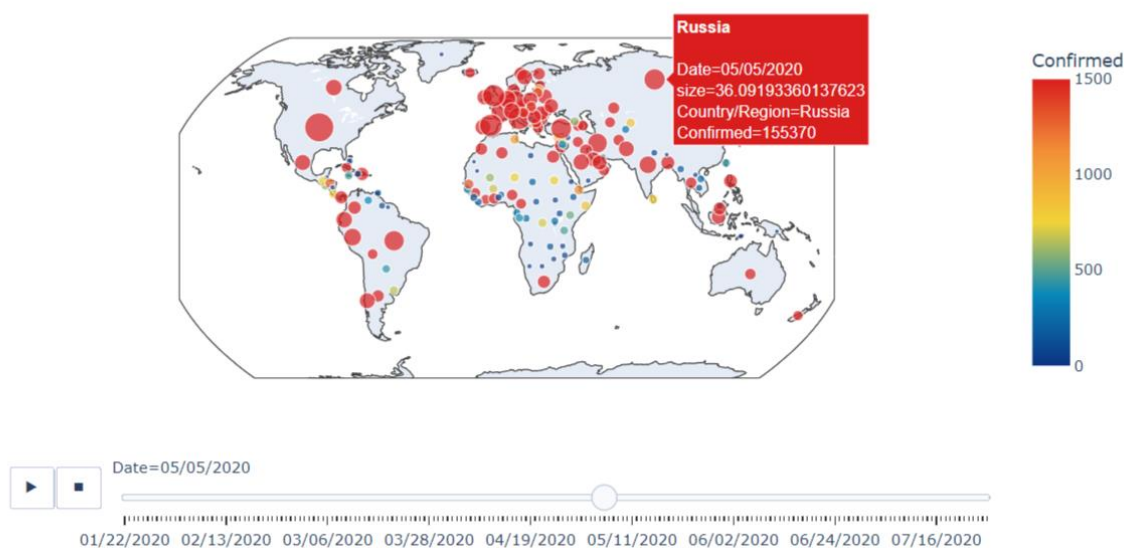 Russia
Date=05/05/2020
size=36.09193360137623
Country/Region=Russia
Confirmed=155370
Confirmed
1500
1000
500
0
Date=05/05/2020
01/22/2020 02/13/2020 03/06/2020 03/28/2020 04/19/2020 05/11/2020 06/02/2020 06/24/2020 07/16/2020